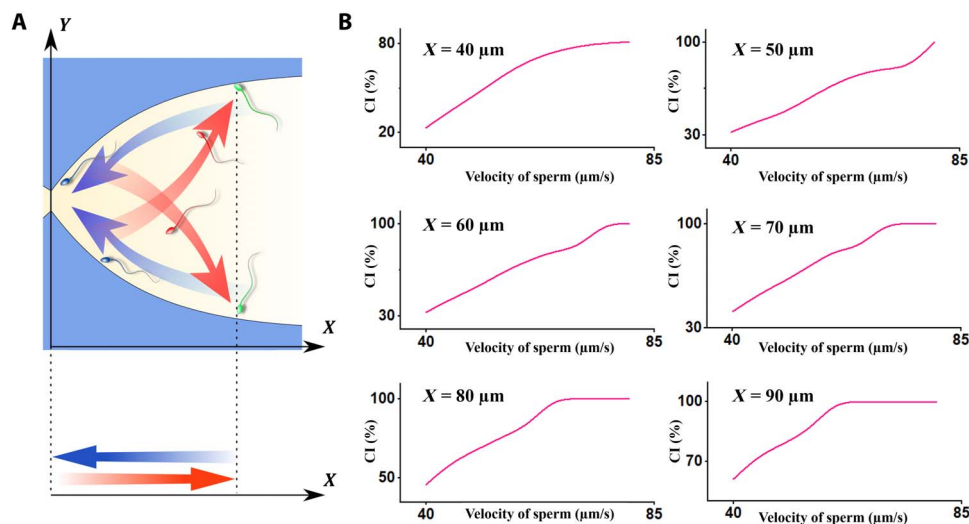 A
Y
X
X
B
X = 40 µm
80
CI (%)
20
40
85
Velocity of sperm (µm/s)
X = 50 µm
100
CI (%)
30
40
85
Velocity of sperm (µm/s)
X = 60 µm
100
CI (%)
30
40
85
Velocity of sperm (µm/s)
X = 70 µm
100
CI (%)
30
40
85
Velocity of sperm (µm/s)
X = 80 µm
100
CI (%)
50
40
85
Velocity of sperm (µm/s)
X = 90 µm
100
CI (%)
70
40
85
Velocity of sperm (µm/s)